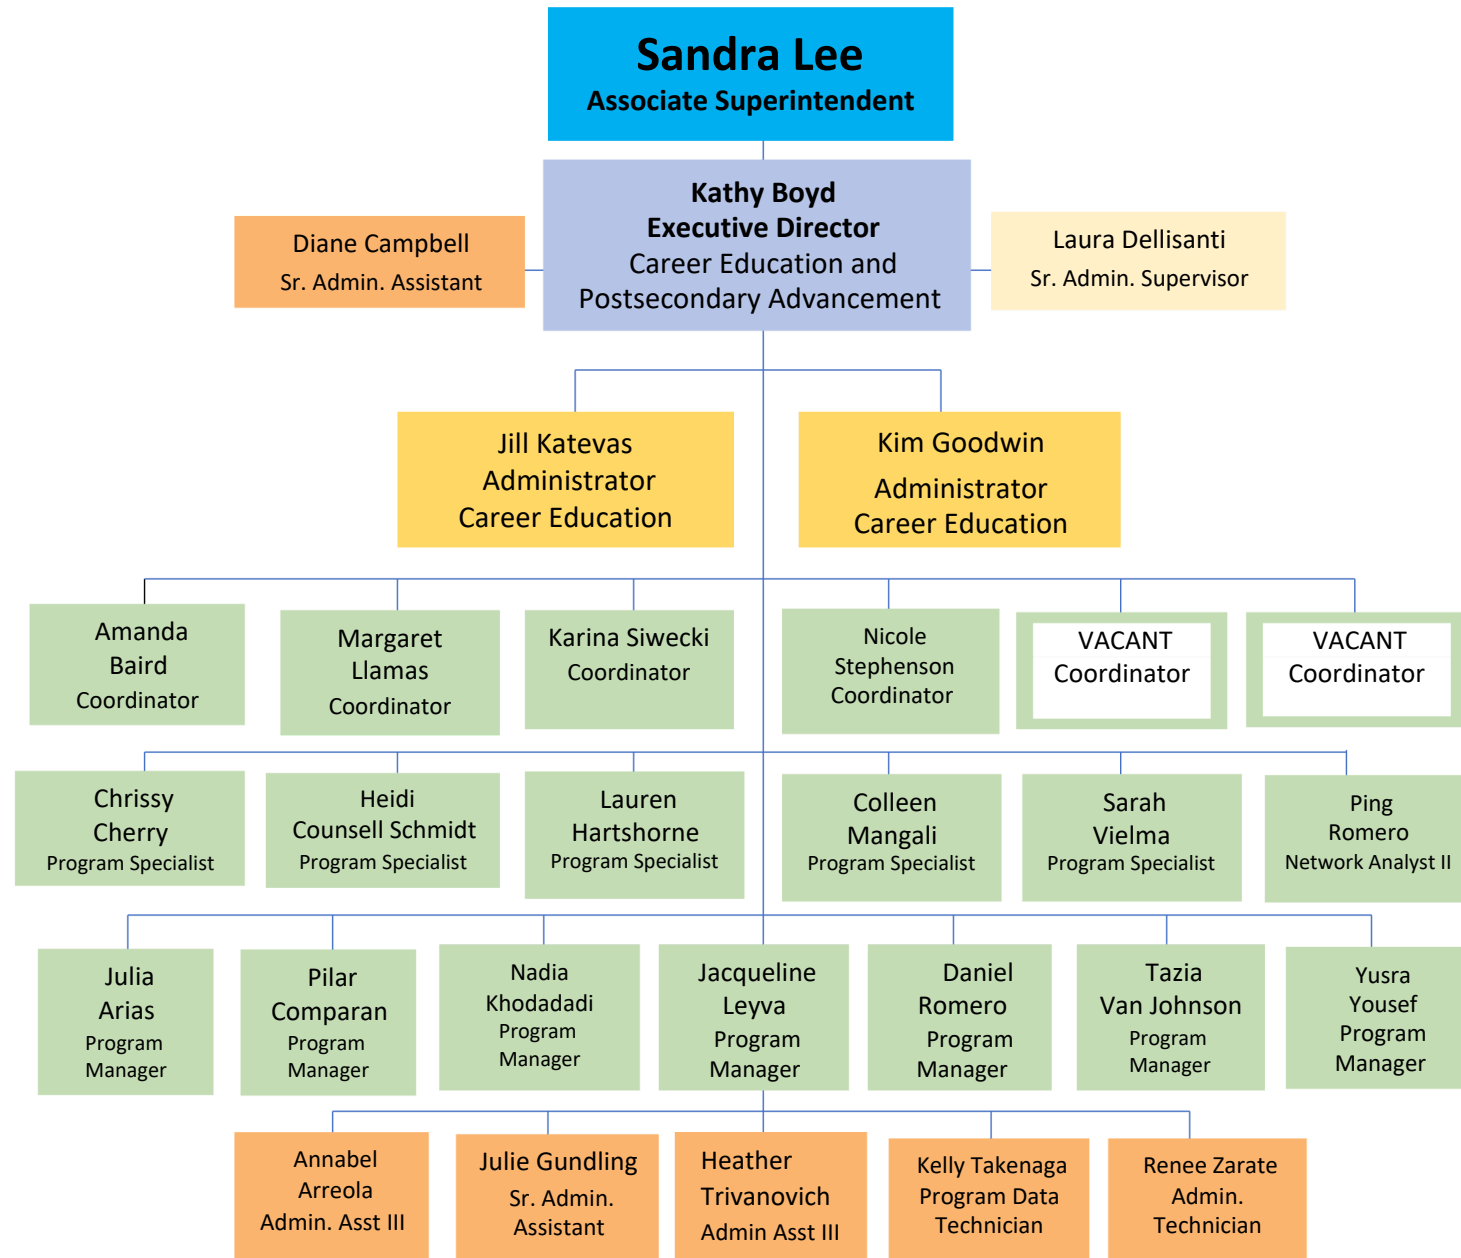 Sandra Lee
Associate Superintendent
Kathy Boyd
Executive Director
Career Education and
Postsecondary Advancement
Diane Campbell
Sr. Admin. Assistant
Laura Dellisanti
Sr. Admin. Supervisor
Jill Katevas
Administrator
Career Education
Kim Goodwin
Administrator
Career Education
Amanda
Baird
Coordinator
Margaret
Llamas
Coordinator
Karina Siwecki
Coordinator
Nicole
Stephenson
Coordinator
VACANT
Coordinator
VACANT
Coordinator
Chrissy
Cherry
Program Specialist
Heidi
Counsell Schmidt
Program Specialist
Lauren
Hartshorne
Program Specialist
Colleen
Mangali
Program Specialist
Sarah
Vielma
Program Specialist
Ping
Romero
Network Analyst II
Julia
Arias
Program
Manager
Pilar
Comparan
Program
Manager
Nadia
Khodadadi
Program
Manager
Jacqueline
Leyva
Program
Manager
Daniel
Romero
Program
Manager
Tazia
Van Johnson
Program
Manager
Yusra
Yousef
Program
Manager
Annabel
Arreola
Admin. Asst III
Julie Gundling
Sr. Admin.
Assistant
Heather
Trivanovich
Admin Asst III
Kelly Takenaga
Program Data
Technician
Renee Zarate
Admin.
Technician